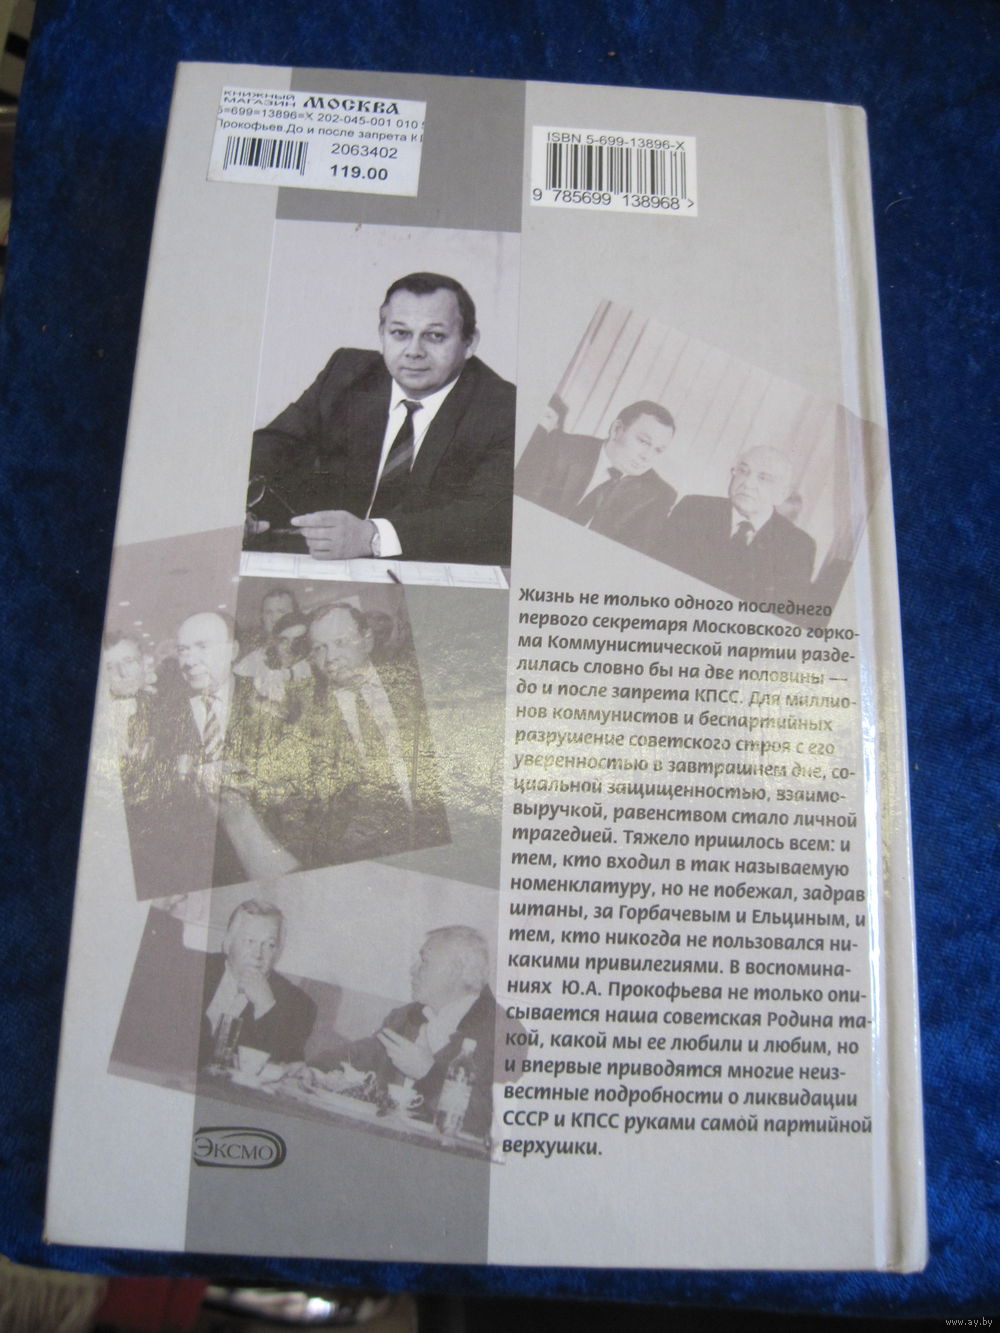 КНИЖНЫЙ
МАГАЗИН МОСКВА
5=699=13896=X 202-045-001 010
Прокофьев.До и после запрета К
2063402
119.00
ISBN 5-699-13896-X
9 785699 138968 >
Жизнь не только одного последнего
первого секретаря Московского горко-
ма Коммунистической партии разде-
лилась словно бы на две половины —
до и после запрета КПСС. Для миллио-
нов коммунистов и беспартийных
разрушение советского строя с его
уверенностью в завтрашнем дне, со-
циальной защищенностью, взаимо-
выручкой, равенством стало личной
трагедией. Тяжело пришлось всем: и
тем, кто входил в так называемую
номенклатуру, но не побежал, задрав
штаны, за Горбачевым и Ельциным, и
тем, кто никогда не пользовался ни-
какими привилегиями. В воспомина-
ниях Ю.А. Прокофьева не только опи-
сывается наша советская Родина та-
кой, какой мы ее любили и любим, но
и впервые приводятся многие неиз-
вестные подробности о ликвидации
СССР и КПСС руками самой партийной
верхушки.
ЭКСМО
www.ay.by